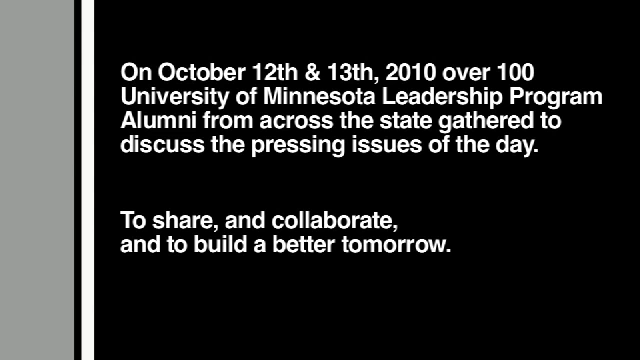 On October 12th & 13th, 2010 over 100
University of Minnesota Leadership Program
Alumni from across the state gathered to
discuss the pressing issues of the day.
To share, and collaborate,
and to build a better tomorrow.